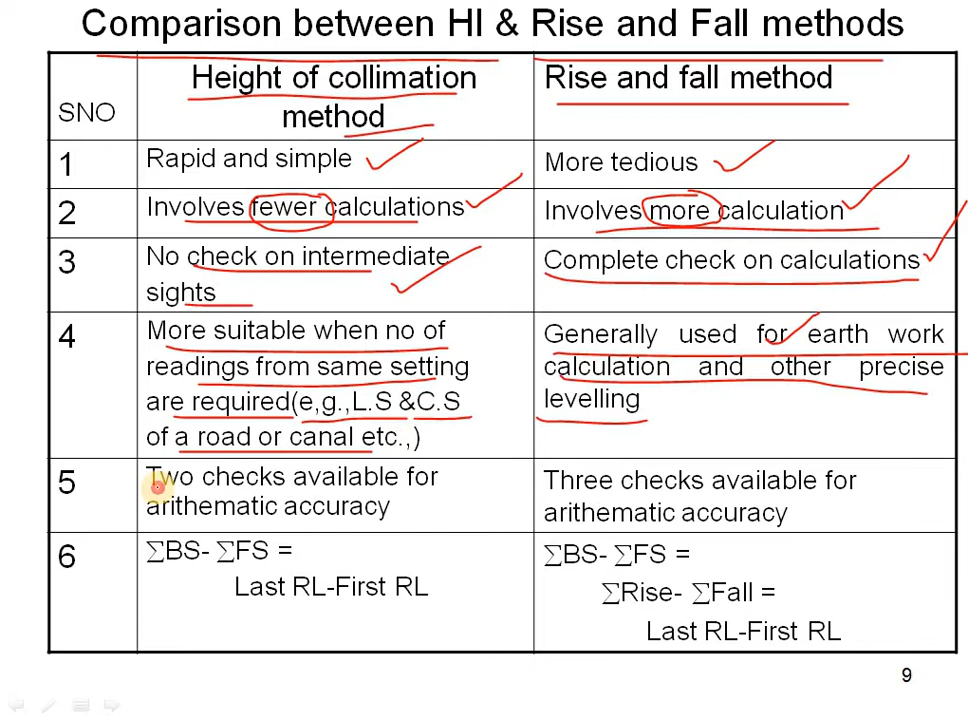 Comparison between HI & Rise and Fall methods
SNO
Height of collimation
method
Rise and fall method
1
Rapid and simple
More tedious
2
Involves fewer calculations
Involves more calculation
3
No check on intermediate
sights
Complete check on calculations
4
More suitable when no of
readings from same setting
are required(e,g.,L.S &C.S
of a road or canal etc.,)
Generally used for earth work
calculation and other precise
levelling
5
Two checks available for
arithematic accuracy
Three checks available for
arithematic accuracy
6
∑BS- ∑FS =
Last RL-First RL
∑BS- ∑FS =
∑Rise- ∑Fall =
Last RL-First RL
9